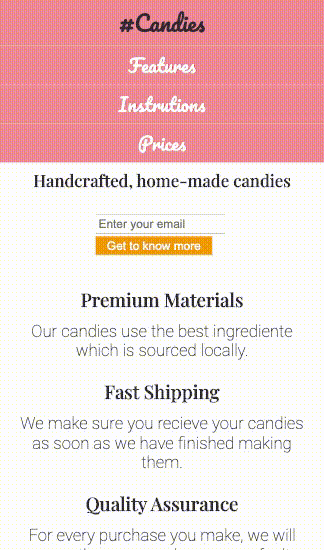 #Candies
Features
Instrutions
Prices
Handcrafted, home-made candies
Enter your email
Get to know more
Premium Materials
Our candies use the best ingrediente
which is sourced locally.
Fast Shipping
We make sure you recieve your candies
as soon as we have finished making
them.
Quality Assurance
For every purchase you make, we will